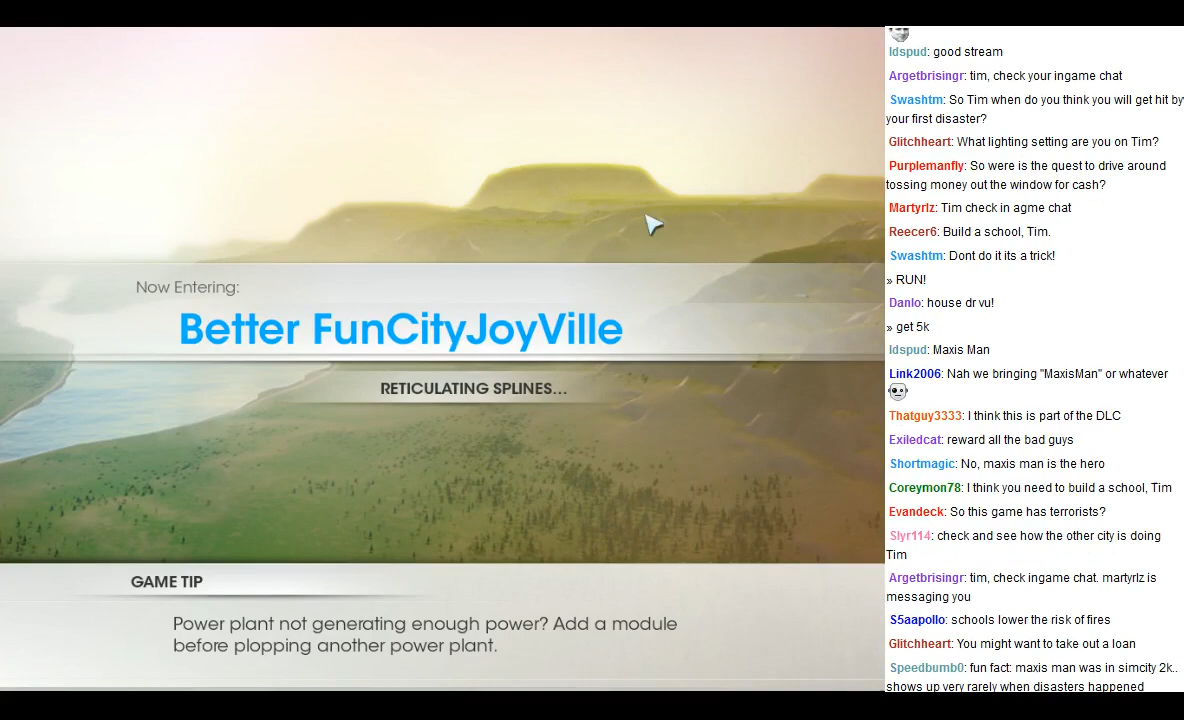 Now Entering:
Better FunCityJoyVille
RETICULATING SPLINES...
GAME TIP
Power plant not generating enough power? Add a module
before plopping another power plant.
Idspud: good stream
Argetbrisingr: tim, check your ingame chat
Swashtm: So Tim when do you think you will get hit by
your first disaster?
Glitchheart: What lighting setting are you on Tim?
Purplemanfly: So were is the quest to drive around
tossing money out the window for cash?
Martyrlz: Tim check in agme chat
Reecer6: Build a school, Tim.
Swashtm: Dont do it its a trick!
» RUN!
Danlo: house dr vu!
» get 5k
Idspud: Maxis Man
Link2006: Nah we bringing "MaxisMan" or whatever
Thatguy3333: I think this is part of the DLC
Exiledcat: reward all the bad guys
Shortmagic: No, maxis man is the hero
Coreymon78: I think you need to build a school, Tim
Evandeck: So this game has terrorists?
Slyr114: check and see how the other city is doing
Tim
Argetbrisingr: tim, check ingame chat. martyrlz is
messaging you
S5aapollo: schools lower the risk of fires
Glitchheart: You might want to take out a loan
Speedbumb0: fun fact: maxis man was in simcity 2k..
shows up very rarely when disasters happened